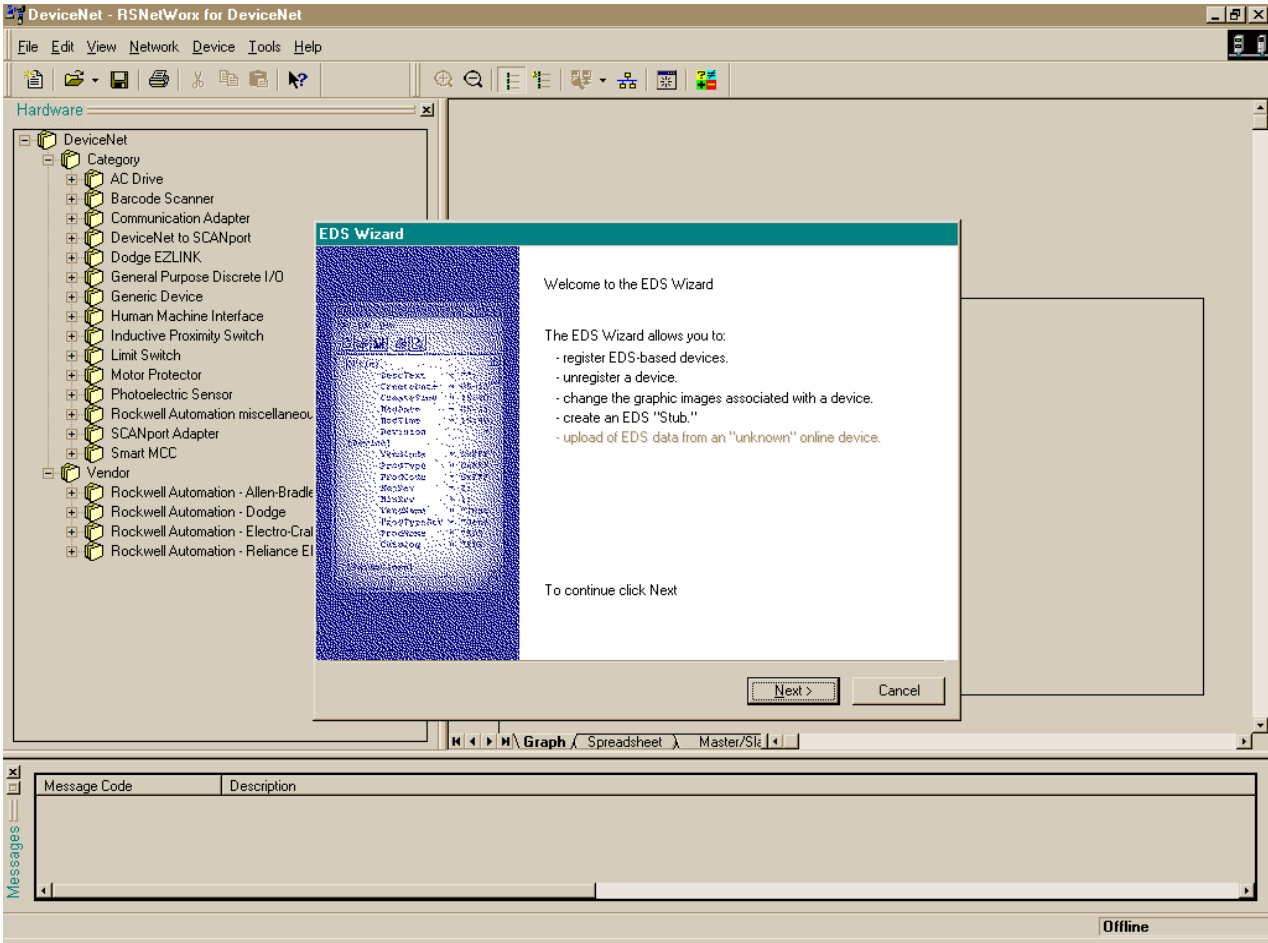 DeviceNet - RSNetWorx for DeviceNet
File Edit View Network Device Tools Help
Hardware
DeviceNet
Category
AC Drive
Barcode Scanner
Communication Adapter
DeviceNet to SCANport
Dodge EZLINK
General Purpose Discrete I/O
Generic Device
Human Machine Interface
Inductive Proximity Switch
Limit Switch
Motor Protector
Photoelectric Sensor
Rockwell Automation miscellaneou
SCANport Adapter
Smart MCC
Vendor
Rockwell Automation - Allen-Bradle
Rockwell Automation - Dodge
Rockwell Automation - Electro-Craf
Rockwell Automation - Reliance El
EDS Wizard
Welcome to the EDS Wizard
The EDS Wizard allows you to:
- register EDS-based devices.
- unregister a device.
- change the graphic images associated with a device.
- create an EDS "Stub."
- upload of EDS data from an "unknown" online device.
To continue click Next
Next > Cancel
Graph Spreadsheet Master/Sla
Message Code Description
Messages
Offline